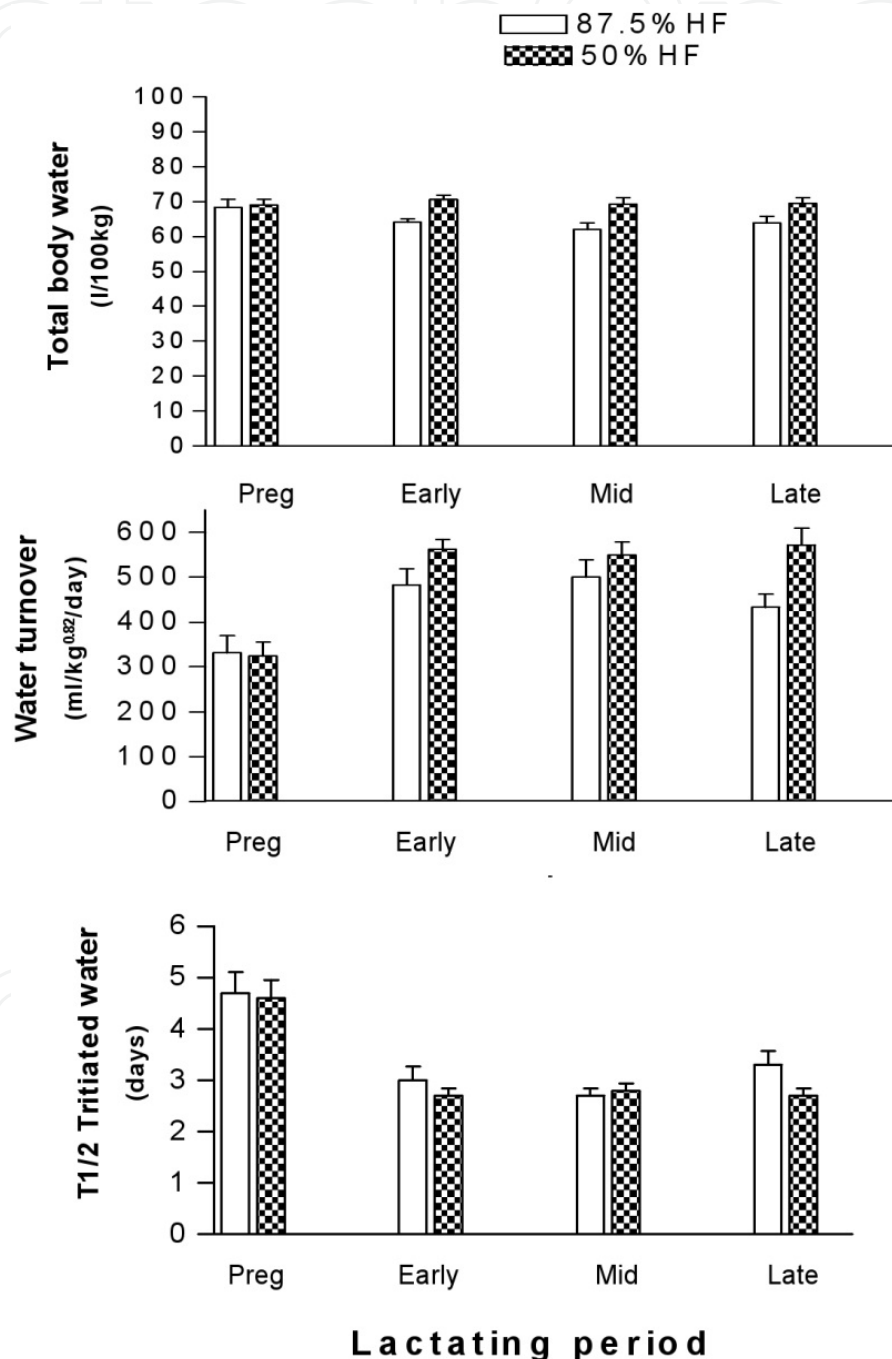 87.5% HF
50% HF
Total body water
(l/100kg)
100
90
80
70
60
50
40
30
20
10
0
Preg Early Mid Late
Water turnover
(ml/kg0.82/day)
600
500
400
300
200
100
0
Preg Early Mid Late
T1/2 Tritiated water
(days)
6
5
4
3
2
1
0
Preg Early Mid Late
Lactating period